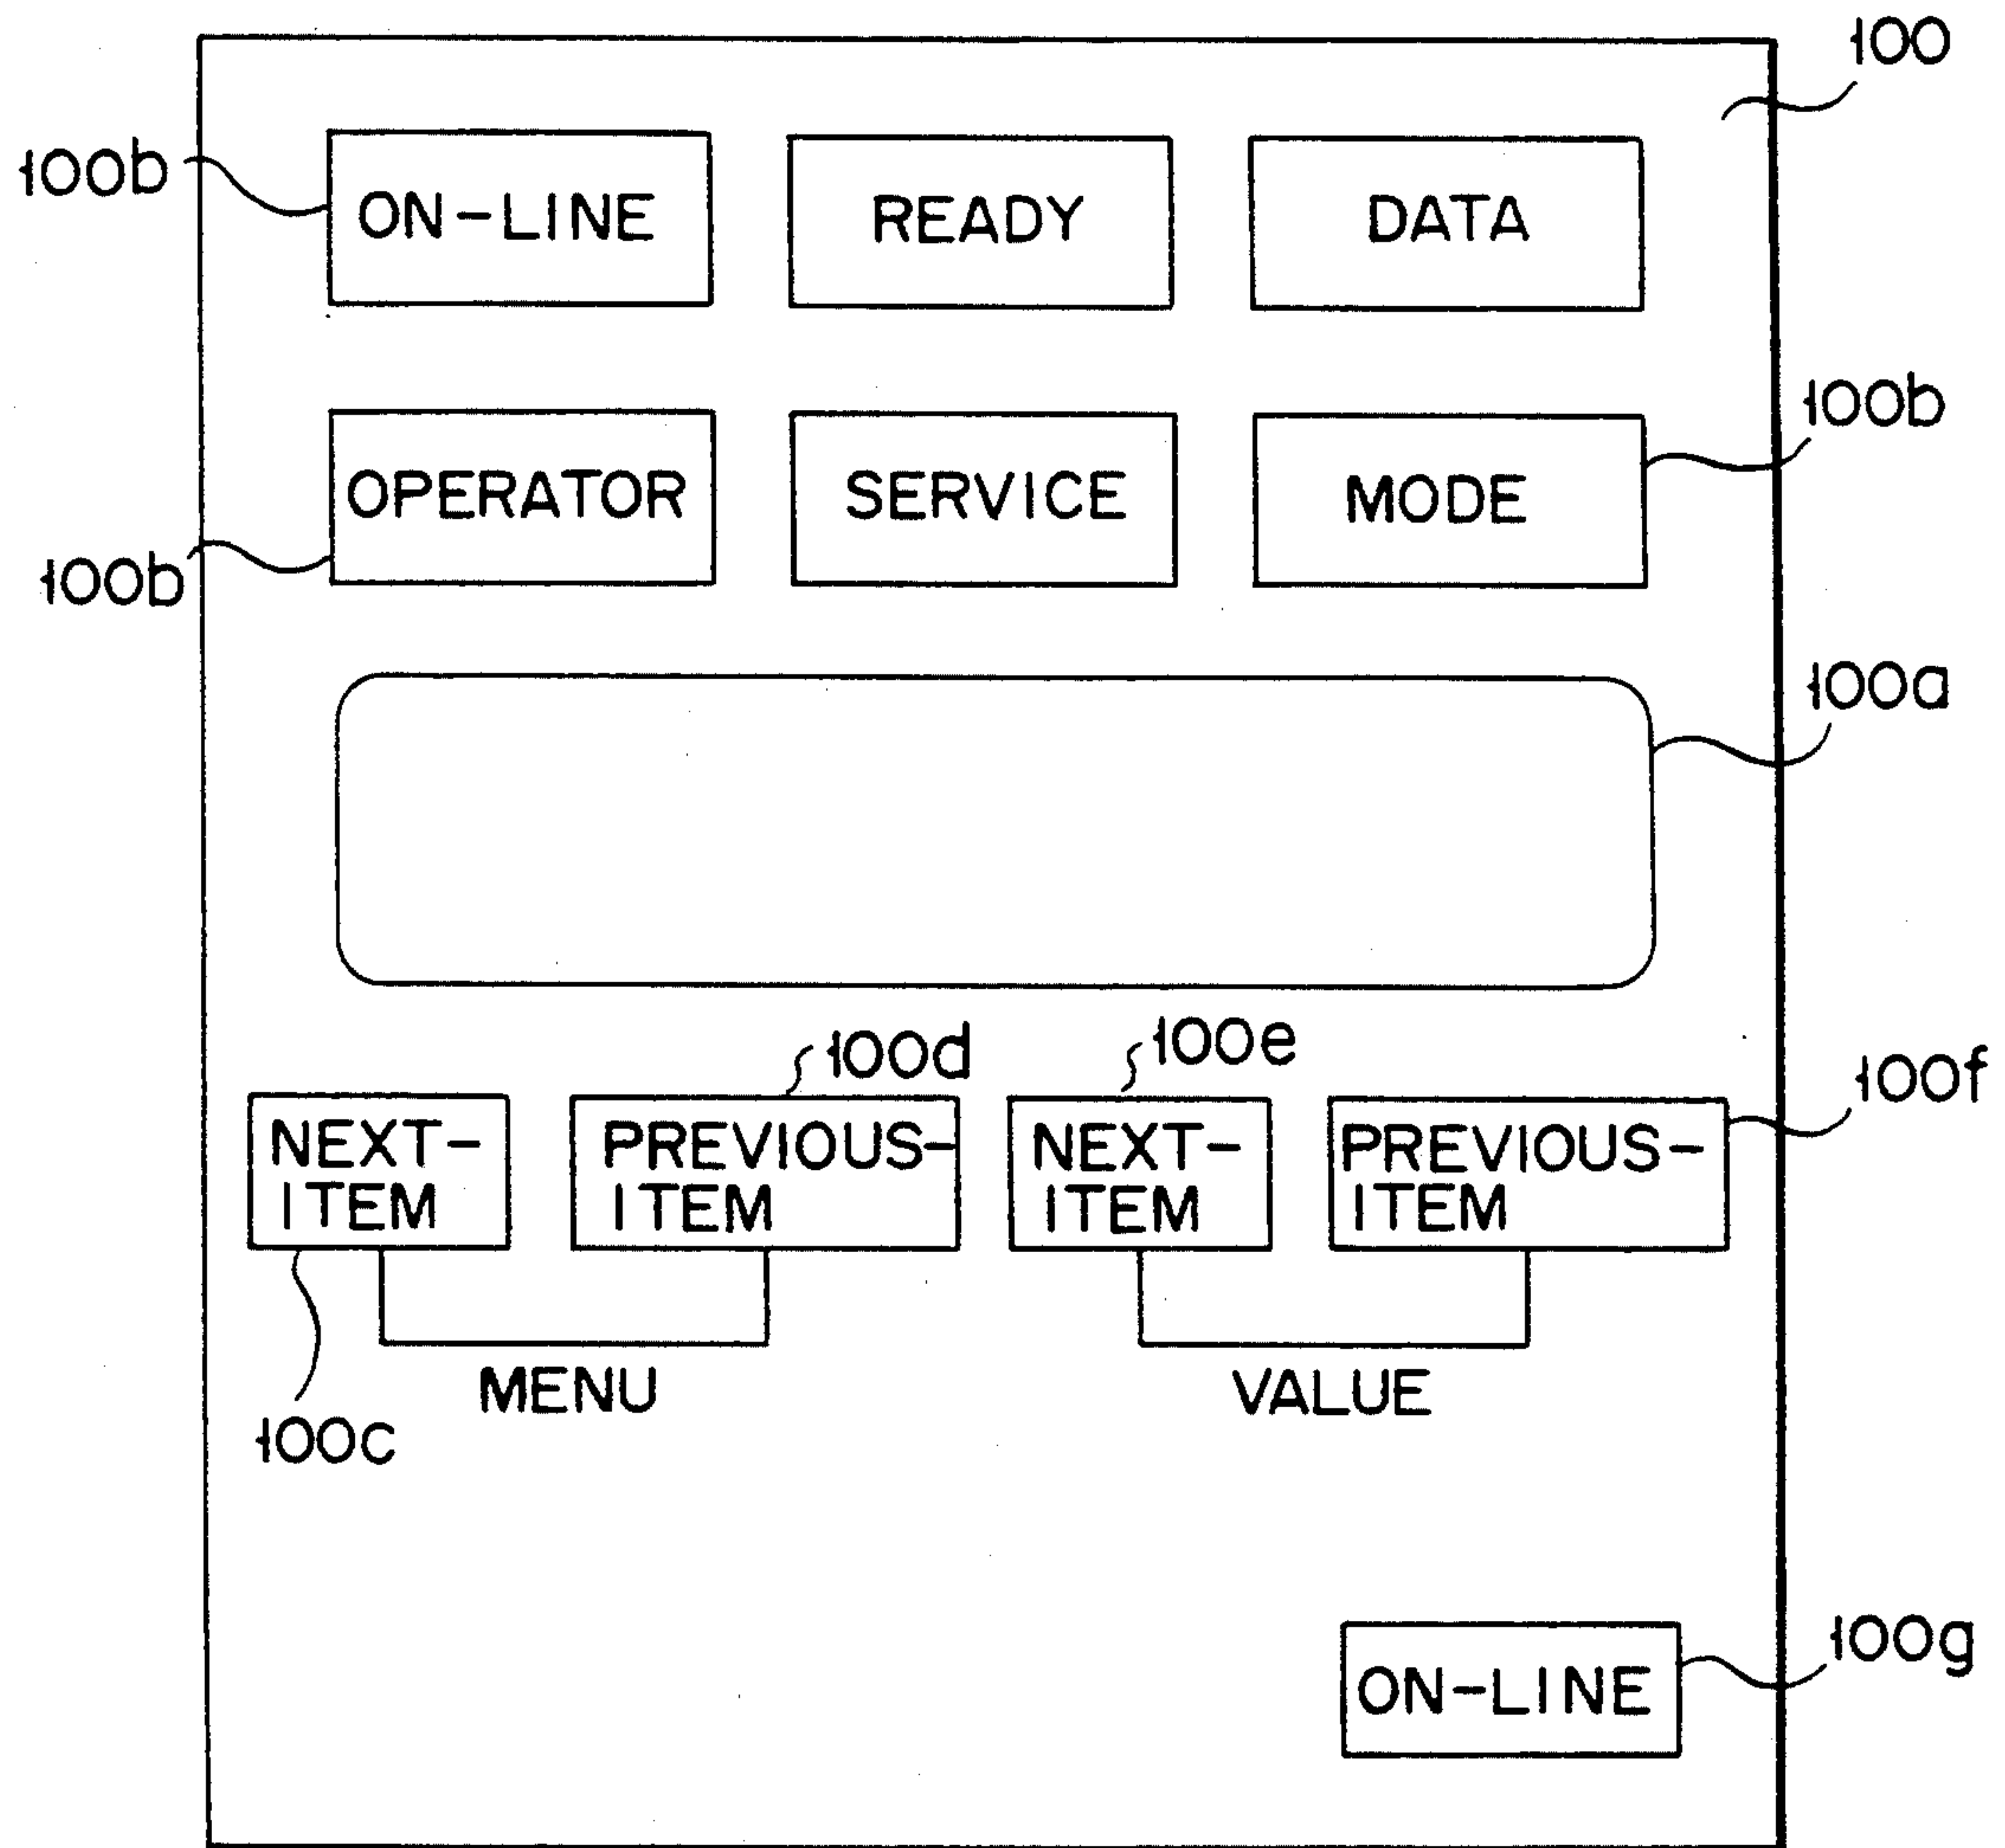 100
100b
ON-LINE
READY
DATA
100b
OPERATOR
SERVICE
MODE
100b
100a
100d
100e
100f
NEXT-
ITEM
PREVIOUS-
ITEM
NEXT-
ITEM
PREVIOUS-
ITEM
MENU
VALUE
100c
100g
ON-LINE